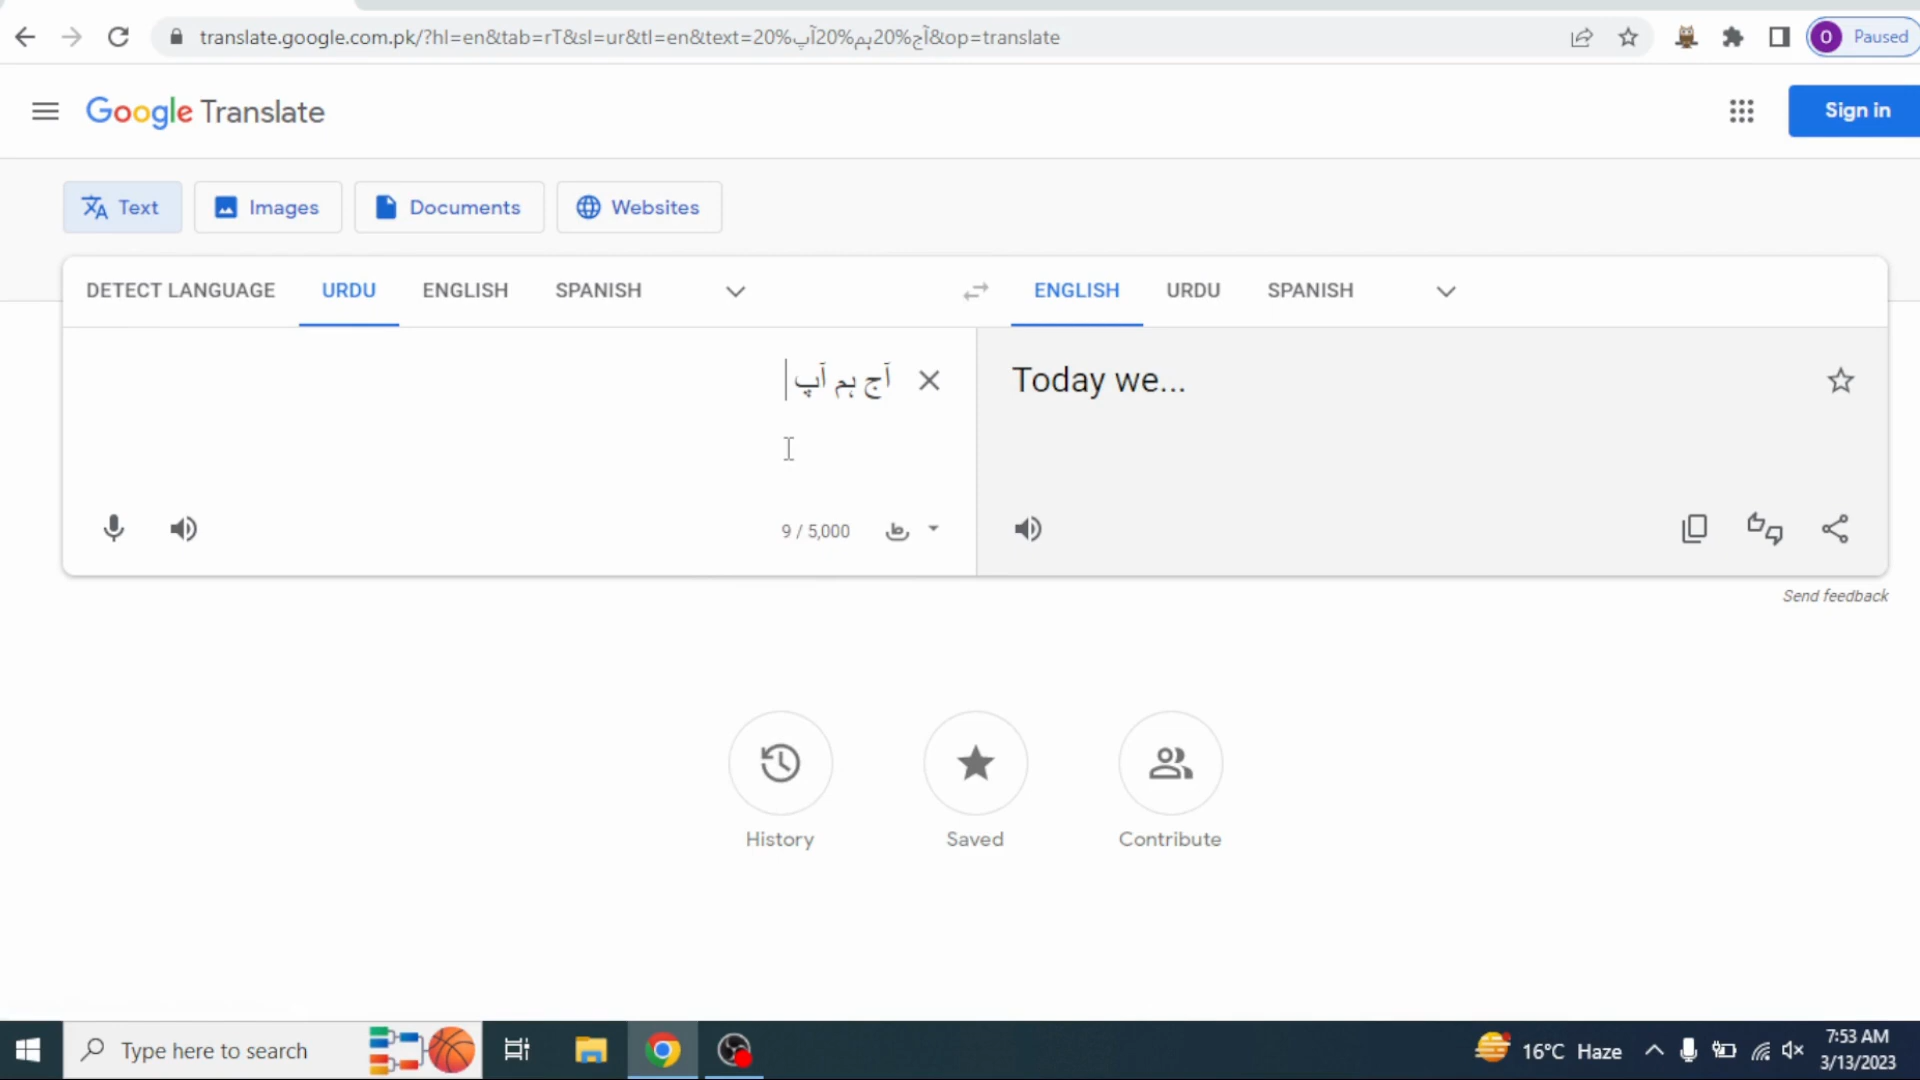 translate.google.com.pk/?hl=en&tab=rT&sl=ur&tl=en&text=آج%20ہم%20آپ%20&op=translate
O Paused
Google Translate
Sign in
Text Images Documents Websites
DETECT LANGUAGE URDU ENGLISH SPANISH ENGLISH URDU SPANISH
آج ہم آپ
Today we...
9 / 5,000
Send feedback
History Saved Contribute
Type here to search
16°C Haze
7:53 AM
3/13/2023